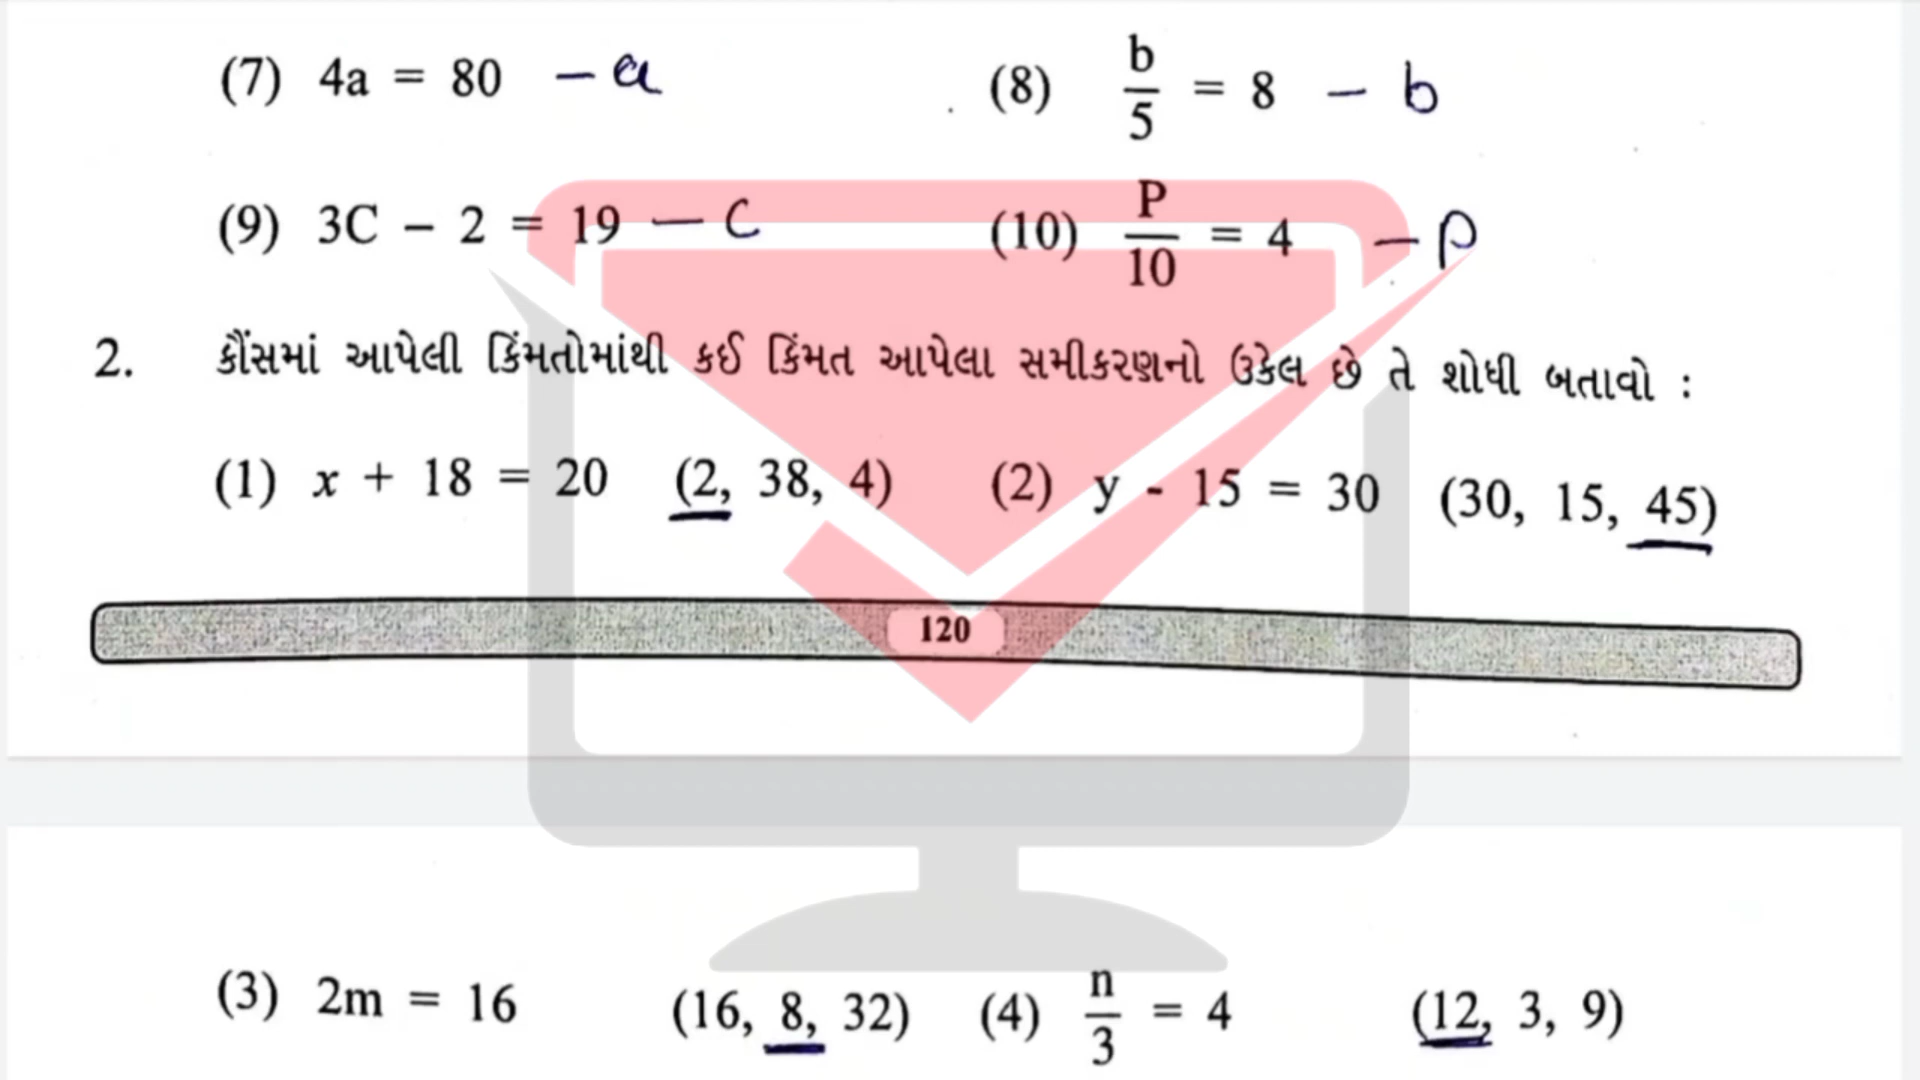 (7) 4a = 80 – a (8) b/5 = 8 – b
(9) 3C – 2 = 19 – C (10) P/10 = 4 – p
2. કૌંસમાં આપેલી કિંમતોમાંથી કઈ કિંમત આપેલા સમીકરણનો ઉકેલ છે તે શોધી બતાવો :
(1) x + 18 = 20 (2, 38, 4) (2) y - 15 = 30 (30, 15, 45)
120
(3) 2m = 16 (16, 8, 32) (4) n/3 = 4 (12, 3, 9)